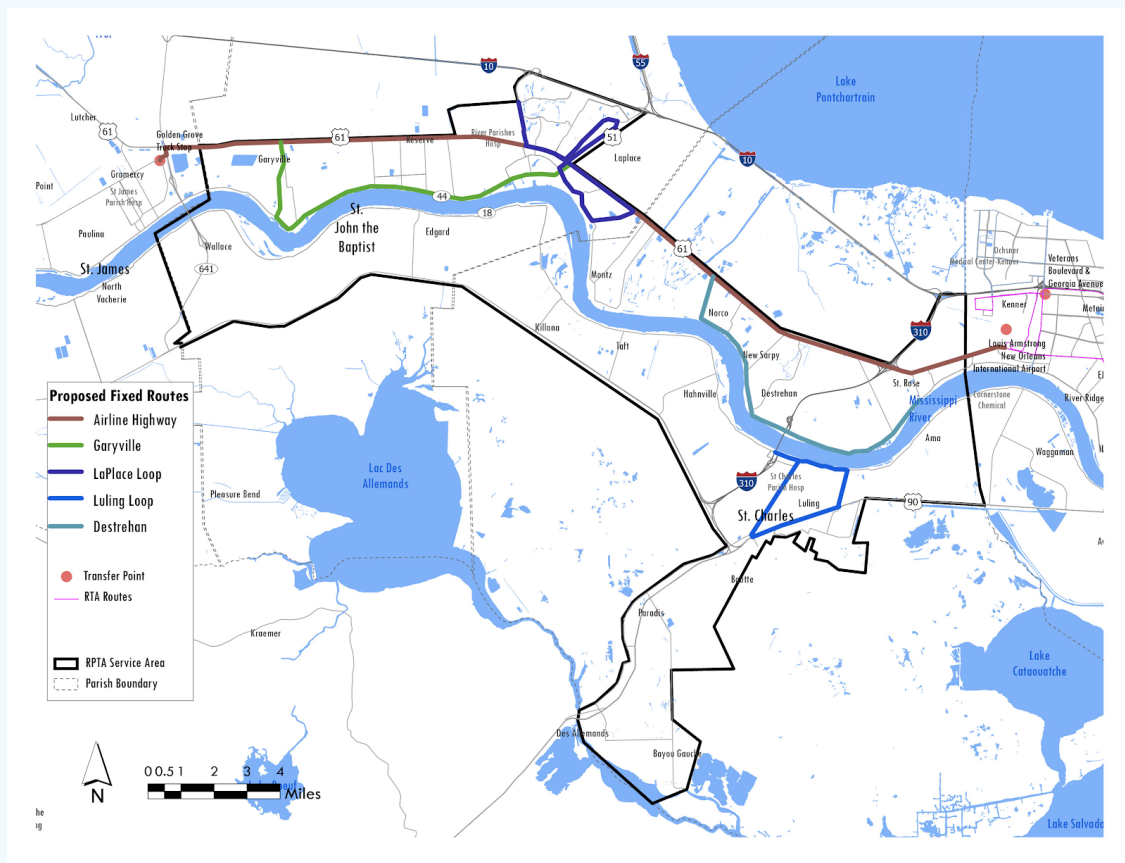 10
55
Lake
Pontchartrain
Lutcher
61
Golden Grove
Truck Stop
61
Reserve
River Parishes
Hosp
51
Laplace
10
Garyville
Gramercy
St James
Parish Hosp
Point
44
18
St.
John the
Baptist
Edgard
Paulina
Wallace
641
St. James
North
Vacherie
61
Montz
Ochsner
Medical Center-Kenner
Veterans
Boulevard &
Georgia Avenue
Kenner
310
Norco
Killona
Taft
New Sarpy
Louis Armstrong
New Orleans
International Airport
St. Rose
Hahnville
Destrehan
Mississippi
River
Cornerstone
Chemical
River Ridge
Ama
Waggaman
Proposed Fixed Routes
Airline Highway
Garyville
LaPlace Loop
Luling Loop
Destrehan
Transfer Point
RTA Routes
RPTA Service Area
Parish Boundary
Lac Des
Allemands
Pleasure Bend
310
St Charles
Parish Hosp
Luling
St. Charles
90
Boutte
Paradis
Kraemer
Lake
Cataouatche
Des Allemands
Bayou Gauche
N
0 0.5 1 2 3 4
Miles
he
ng
Lake Salvado